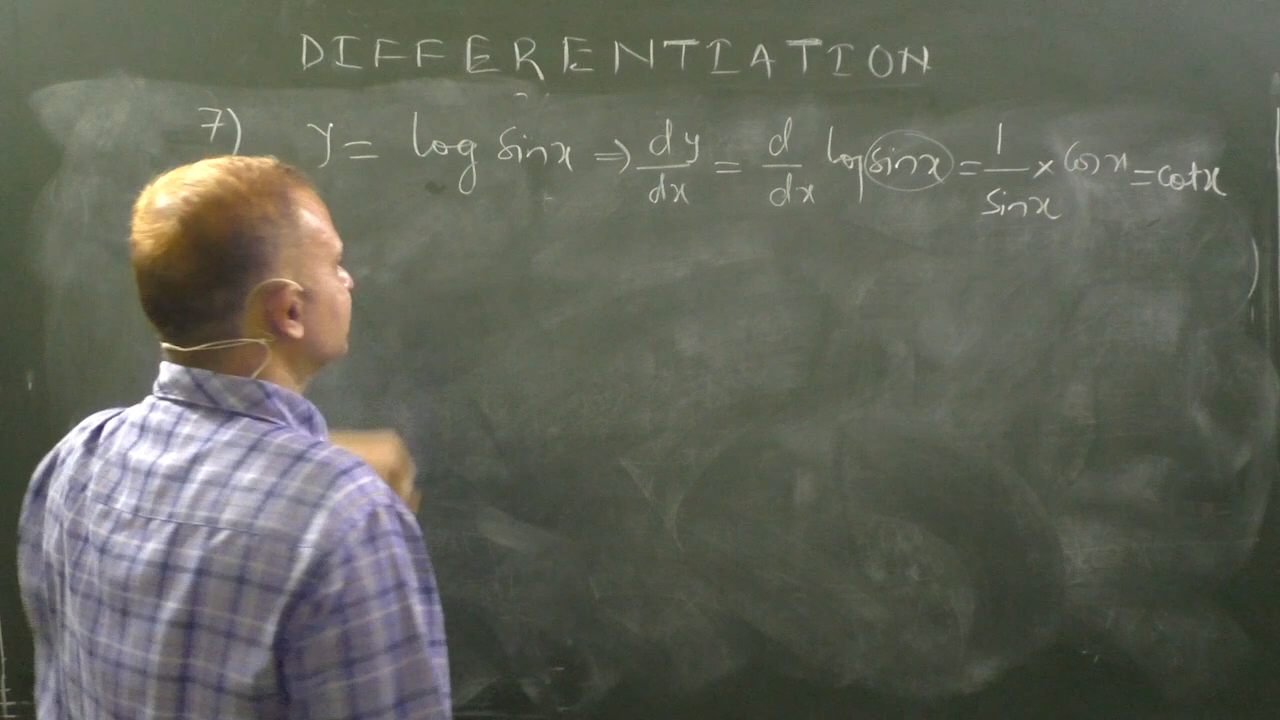 DIFFERENTIATION
7) y = log sinx ⇒ dy/dx = d/dx log sinx = 1/sinx × cosx = cotx